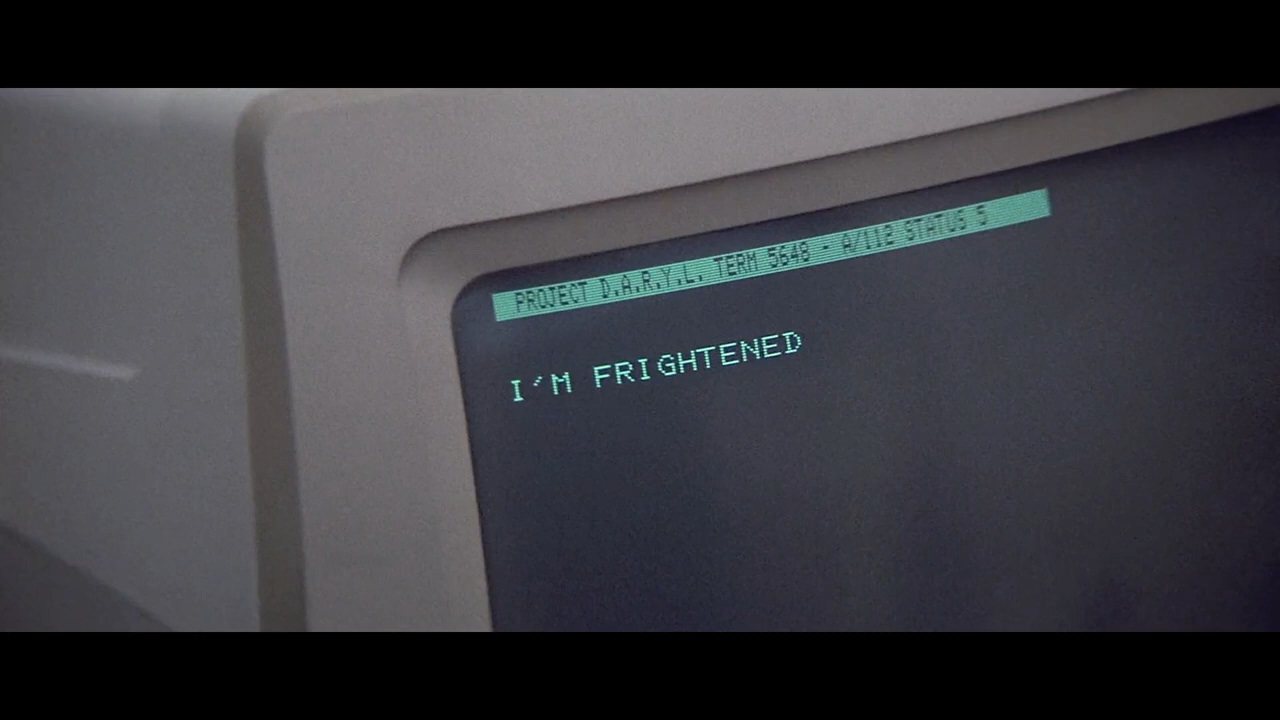 PROJECT D.A.R.Y.L. TERM 5648 - A/112 STATUS 5
I'M FRIGHTENED